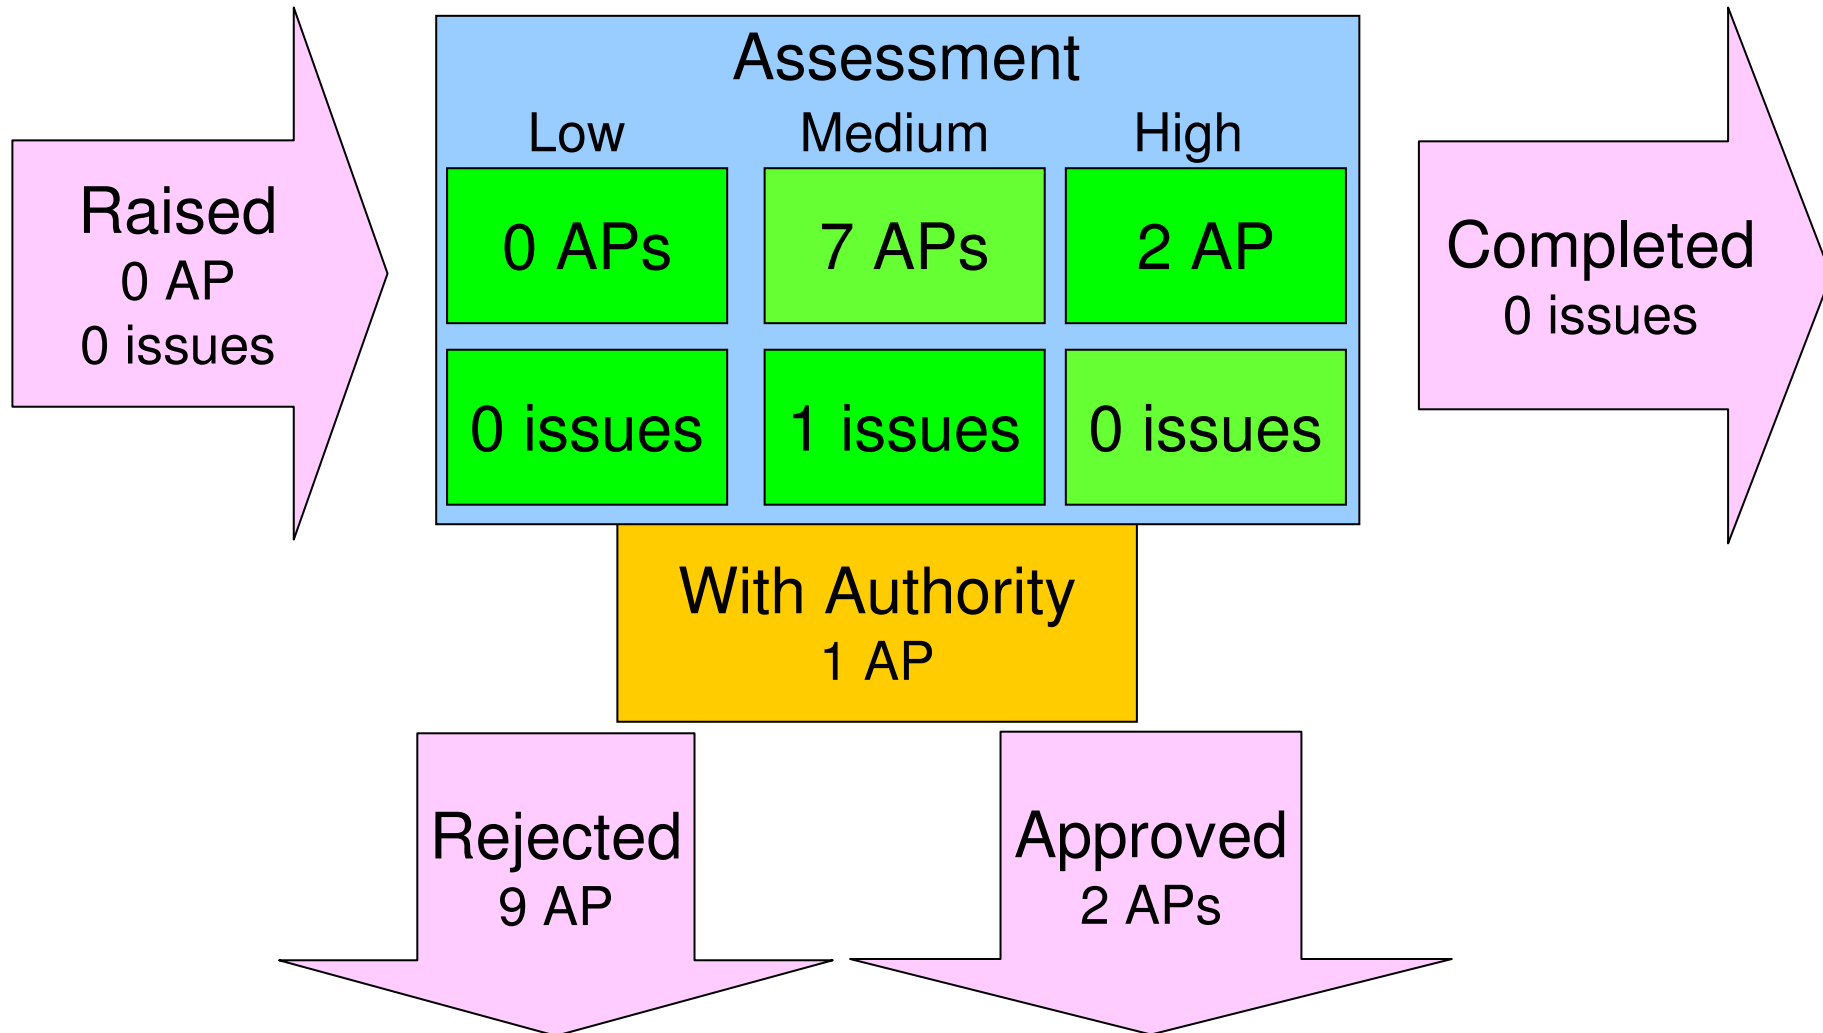 Assessment
Low Medium High
Raised
0 AP
0 issues
0 APs 7 APs 2 AP
0 issues 1 issues 0 issues
Completed
0 issues
With Authority
1 AP
Rejected
9 AP
Approved
2 APs